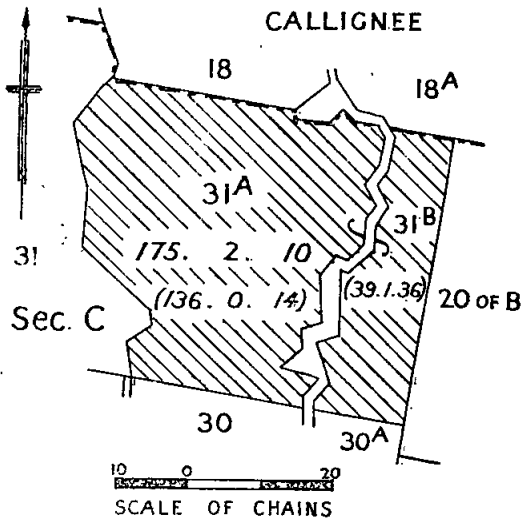 CALLIGNEE
18
18A
31A
31B
31
175. 2. 10
(136. 0. 14)
(39.1.36)
20 OF B
Sec. C
30
30A
10 0 20
SCALE OF CHAINS